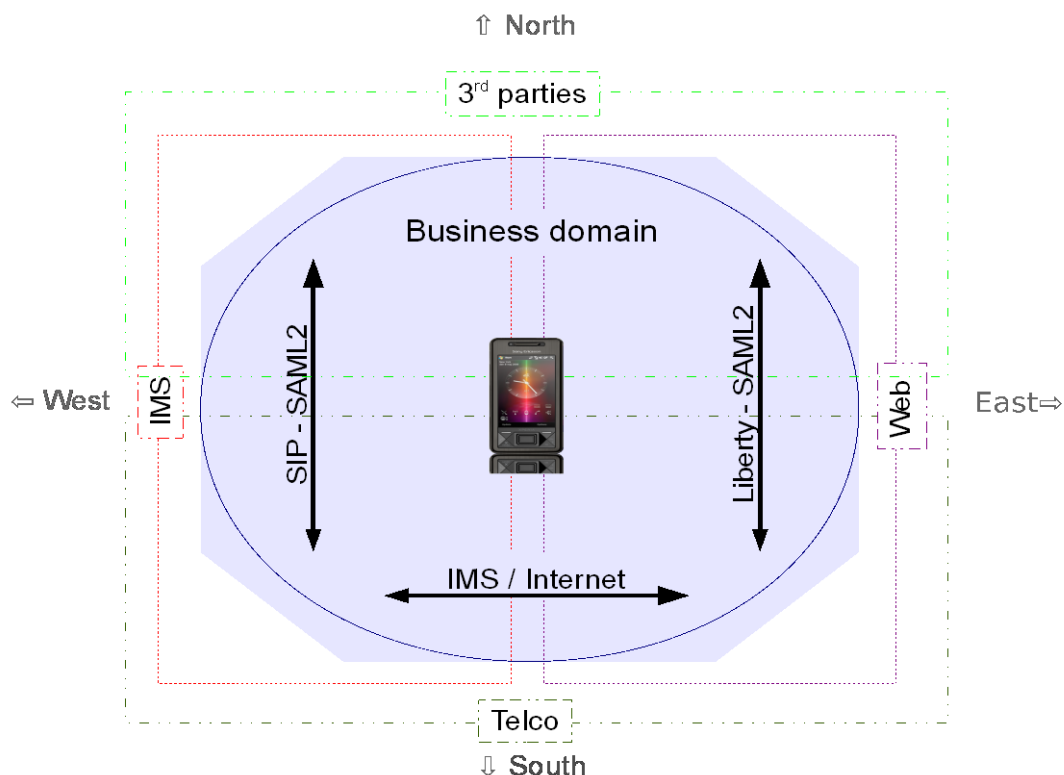 ⇧ North
3rd parties
Business domain
SIP - SAML2
Liberty - SAML2
IMS
Web
⇦ West
East⇨
IMS / Internet
Telco
⇩ South